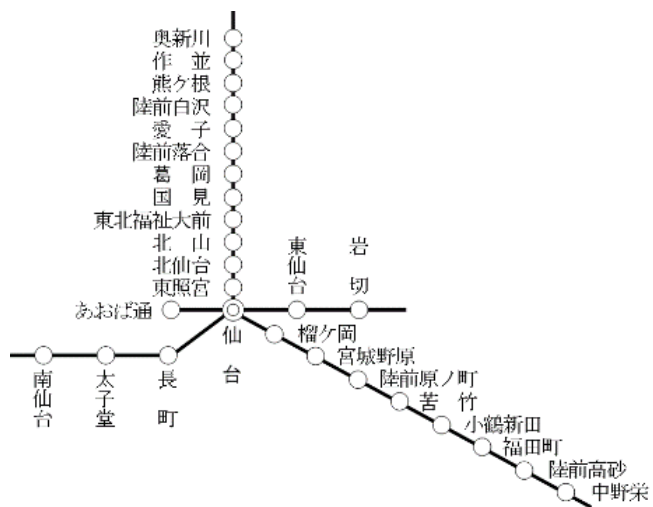 奥新川
作並
熊ケ根
陸前白沢
愛子
陸前落合
葛岡
国見
東北福祉大前
北山
北仙台
東照宮
東仙台
岩切
あおば通
仙台
榴ケ岡
宮城野原
陸前原ノ町
苦竹
小鶴新田
福田町
陸前高砂
中野栄
南仙台
太子堂
長町